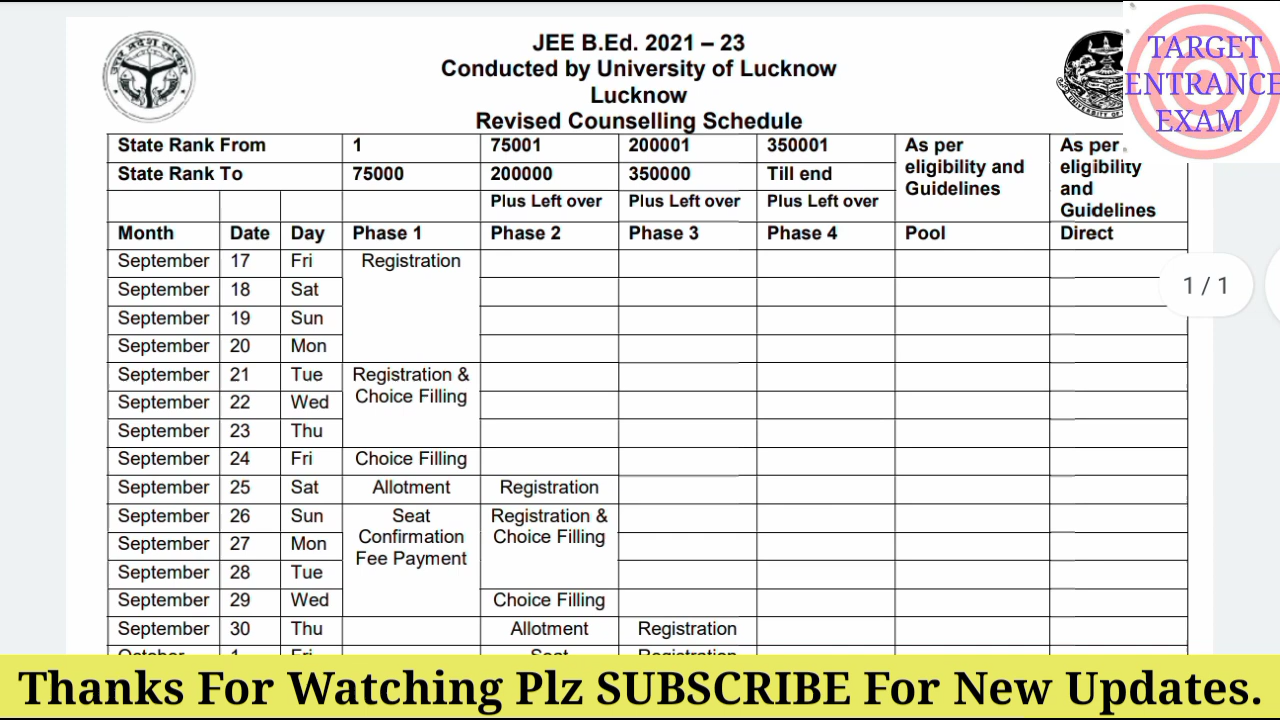 JEE B.Ed. 2021 – 23
Conducted by University of Lucknow
Lucknow
Revised Counselling Schedule
TARGET
ENTRANCE
EXAM
State Rank From 1 75001 200001 350001 As per eligibility and Guidelines As per eligibility and Guidelines
State Rank To 75000 200000 350000 Till end
Plus Left over Plus Left over Plus Left over
Month Date Day Phase 1 Phase 2 Phase 3 Phase 4 Pool Direct
September 17 Fri Registration
September 18 Sat
September 19 Sun
September 20 Mon
September 21 Tue Registration & Choice Filling
September 22 Wed
September 23 Thu
September 24 Fri Choice Filling
September 25 Sat Allotment Registration
September 26 Sun Seat Confirmation Fee Payment Registration & Choice Filling
September 27 Mon
September 28 Tue
September 29 Wed Choice Filling
September 30 Thu Allotment Registration
October 1 Fri Seat Registration
1 / 1
Thanks For Watching Plz SUBSCRIBE For New Updates.